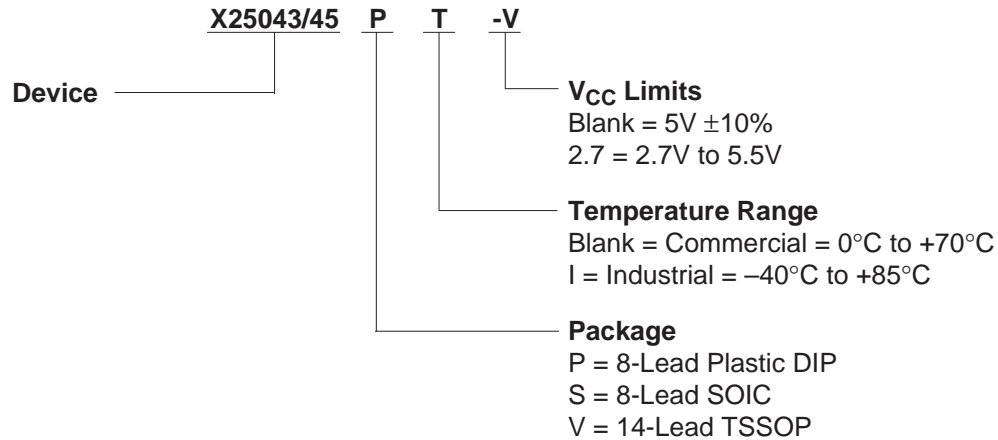 X25043/45 P T -V
Device
VCC Limits
Blank = 5V ±10%
2.7 = 2.7V to 5.5V
Temperature Range
Blank = Commercial = 0°C to +70°C
I = Industrial = –40°C to +85°C
Package
P = 8-Lead Plastic DIP
S = 8-Lead SOIC
V = 14-Lead TSSOP